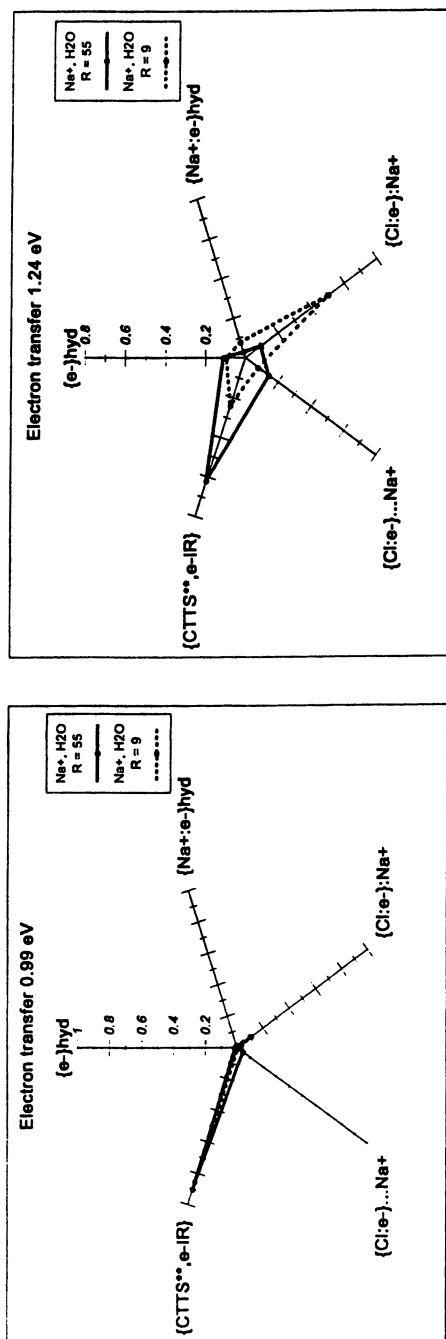 Electron transfer 0.99 eV
{e-}hyd
1
0.8
0.6
0.4
0.2
{Na+:e-}hyd
{Cl:e-}:Na+
{Cl:e-}...Na+
{CTTS**,e-IR}
Na+, H2O
R = 55
Na+, H2O
R = 9
Electron transfer 1.24 eV
{e-}hyd
0.8
0.6
0.4
0.2
{Na+:e-}hyd
{Cl:e-}:Na+
{Cl:e-}...Na+
{CTTS**,e-IR}
Na+, H2O
R = 55
Na+, H2O
R = 9